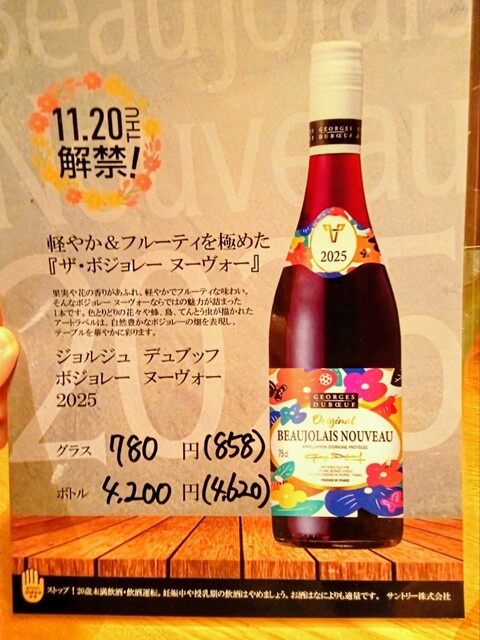 Beaujolais
Nouveau
2025
11.20 THU
解禁!
軽やか&フルーティを極めた
『ザ・ボジョレー ヌーヴォー』
果実や花の香りがあふれ、軽やかでフルーティな味わい。
そんなボジョレー ヌーヴォーならではの魅力が詰まった
1本です。色とりどりの花々や蜂、鳥、てんとう虫が描かれた
アートラベルは、自然豊かなボジョレーの畑を表現し、
テーブルを華やかに彩ります。
ジョルジュ デュブッフ
ボジョレー ヌーヴォー
2025
グラス 780 円(858)
ボトル 4.200 円(4.620)
GEORGES DUBŒUF
2025
GEORGES
DUBŒUF
Original
BEAUJOLAIS NOUVEAU
APPELLATION D'ORIGINE PROTÉGÉE
75cl
ストップ!20歳未満飲酒・飲酒運転。妊娠中や授乳期の飲酒はやめましょう。お酒はなによりも適量です。 サントリー株式会社